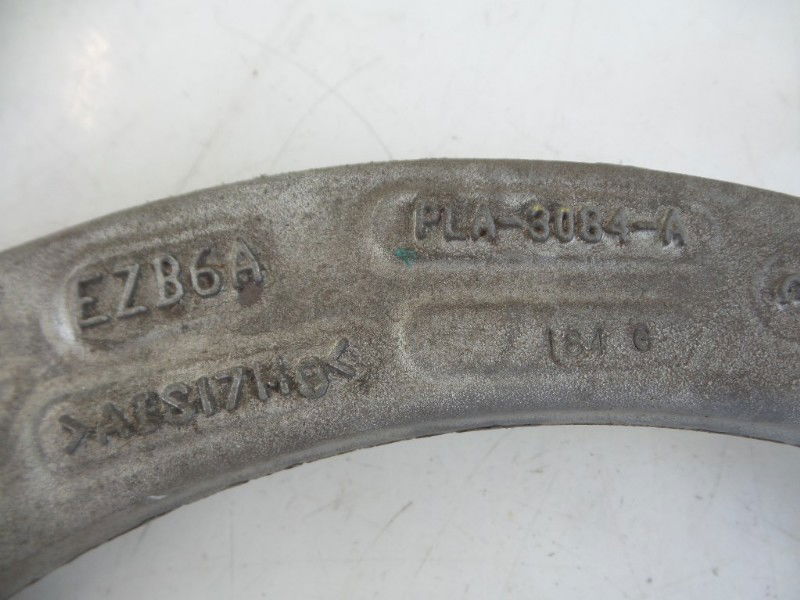 EZB6A
PLA-3084-A
>AlSi7Mg<
184 G